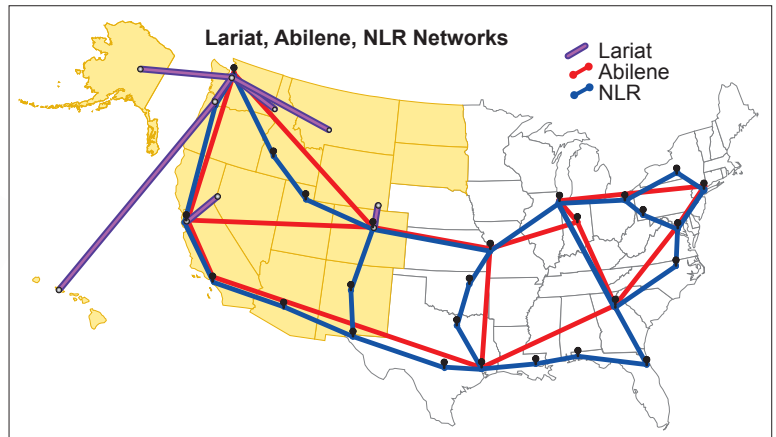 Lariat, Abilene, NLR Networks
Lariat
Abilene
NLR